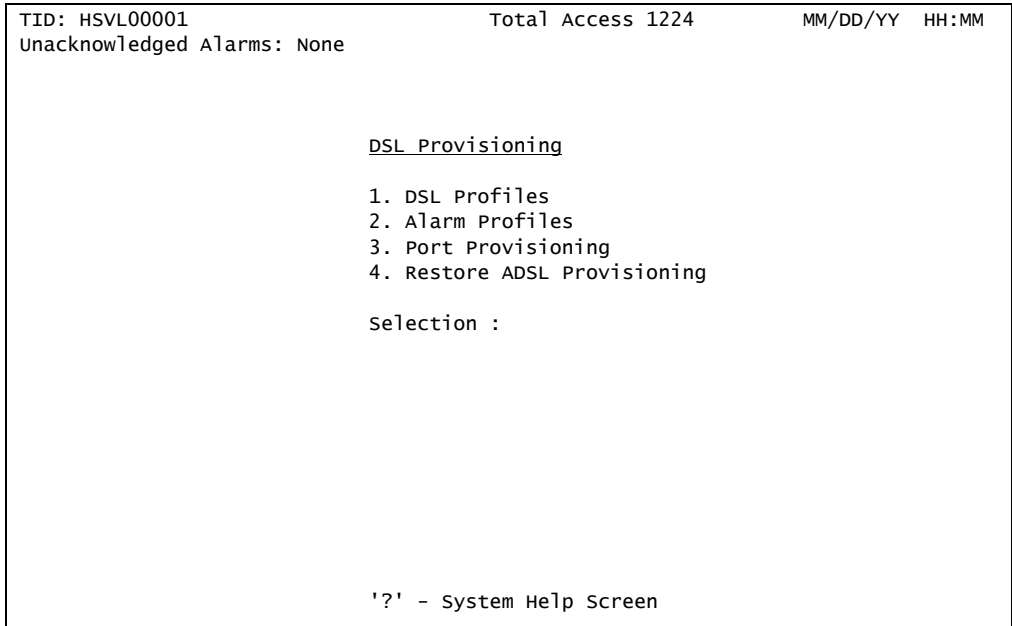 TID: HSVL00001 Total Access 1224 MM/DD/YY HH:MM
Unacknowledged Alarms: None
DSL Provisioning
1. DSL Profiles
2. Alarm Profiles
3. Port Provisioning
4. Restore ADSL Provisioning
Selection :
'?' - System Help Screen